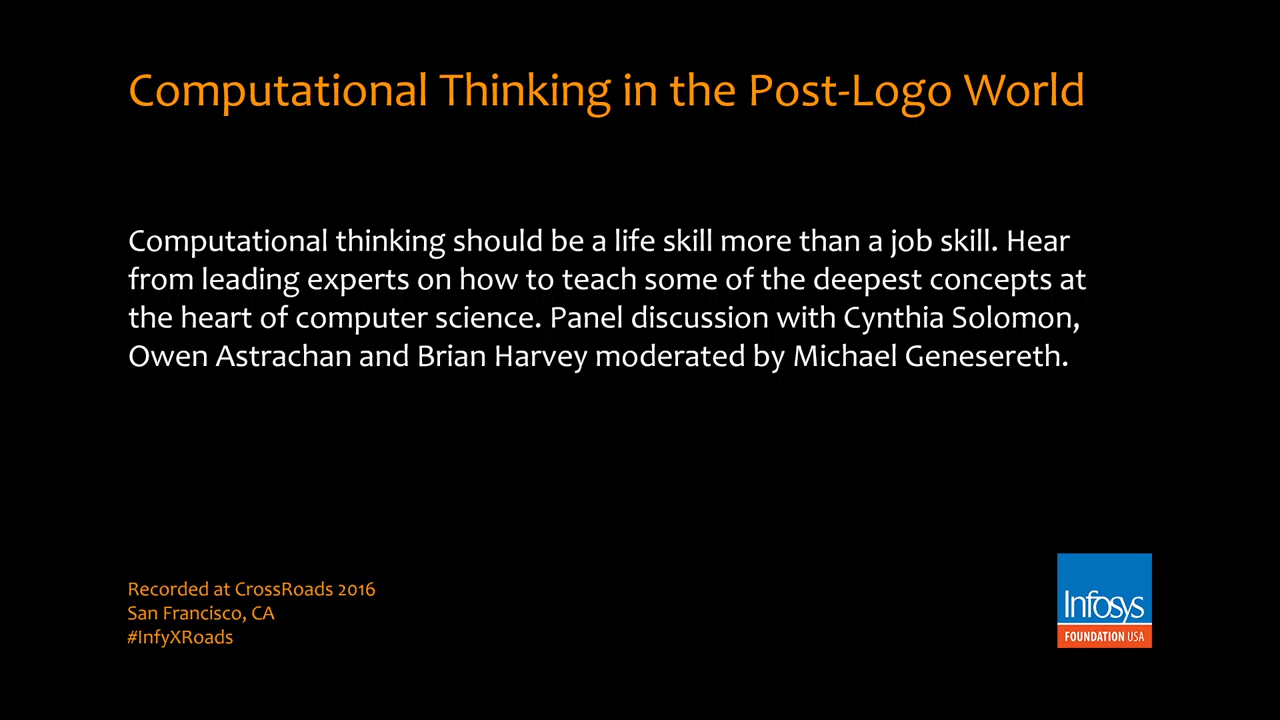 Computational Thinking in the Post-Logo World
Computational thinking should be a life skill more than a job skill. Hear
from leading experts on how to teach some of the deepest concepts at
the heart of computer science. Panel discussion with Cynthia Solomon,
Owen Astrachan and Brian Harvey moderated by Michael Genesereth.
Recorded at CrossRoads 2016
San Francisco, CA
#InfyXRoads
Infosys
FOUNDATION USA